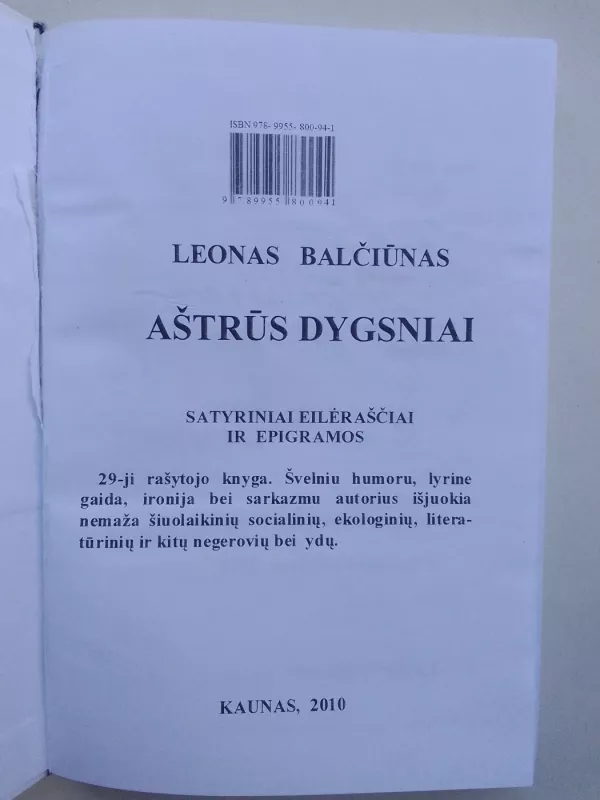 ISBN 978- 9955- 800-94-1
9 789955 800941
LEONAS BALČIŪNAS
AŠTRŪS DYGSNIAI
SATYRINIAI EILĖRAŠČIAI
IR EPIGRAMOS
29-ji rašytojo knyga. Švelniu humoru, lyrine
gaida, ironija bei sarkazmu autorius išjuokia
nemaža šiuolaikinių socialinių, ekologinių, litera-
tūrinių ir kitų negerovių bei ydų.
KAUNAS, 2010